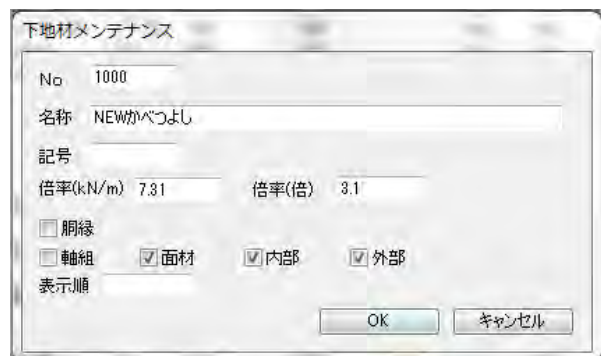 下地材メンテナンス
No 1000
名称 NEWかべつよし
記号
倍率(kN/m) 7.31 倍率(倍) 3.1
胴縁
軸組 面材 内部 外部
表示順
OK キャンセル